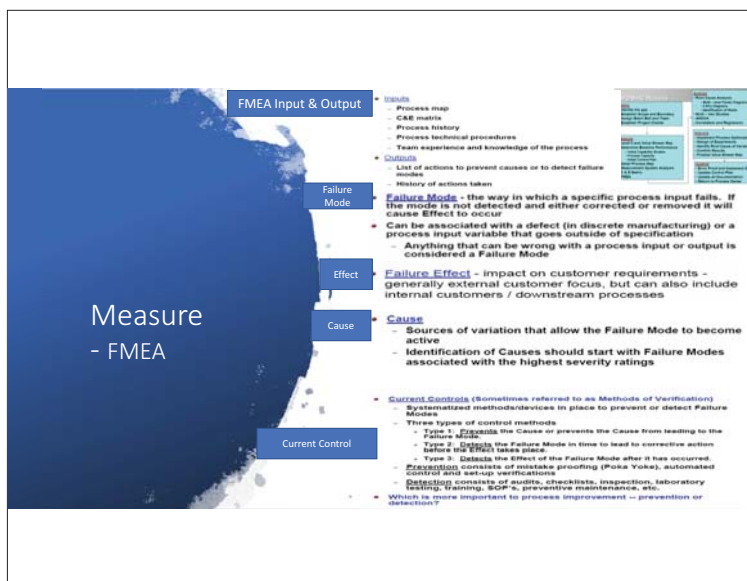 FMEA Input & Output
Inputs
– Process map
– C&E matrix
– Process history
– Process technical procedures
– Team experience and knowledge of the process
Outputs
– List of actions to prevent causes or to detect failure
modes
– History of actions taken
Failure
Mode
Failure Mode - the way in which a specific process input fails. If
the mode is not detected and either corrected or removed it will
cause Effect to occur
Can be associated with a defect (in discrete manufacturing) or a
process input variable that goes outside of specification
– Anything that can be wrong with a process input or output is
considered a Failure Mode
Effect
Failure Effect - impact on customer requirements -
generally external customer focus, but can also include
internal customers / downstream processes
Measure
- FMEA
Cause
Cause
– Sources of variation that allow the Failure Mode to become
active
– Identification of Causes should start with Failure Modes
associated with the highest severity ratings
Current Control
Current Controls (Sometimes referred to as Methods of Verification)
– Systematized methods/devices in place to prevent or detect Failure
Modes
– Three types of control methods
Type 1: Prevents the Cause or prevents the Cause from leading to the
Failure Mode.
Type 2: Detects the Failure Mode in time to lead to corrective action
before the Effect takes place.
Type 3: Detects the Effect of the Failure Mode after it has occurred.
– Prevention consists of mistake proofing (Poka Yoke), automated
control and set-up verifications
– Detection consists of audits, checklists, inspection, laboratory
testing, training, SOP's, preventive maintenance, etc.
Which is more important to process improvement – prevention or
detection?